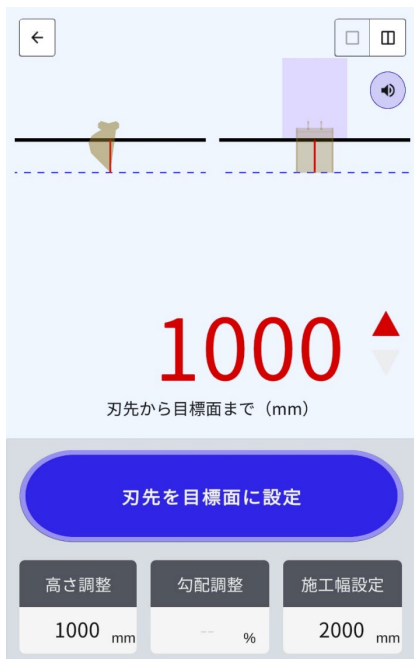 1000
刃先から目標面まで（mm）
刃先を目標面に設定
高さ調整 勾配調整 施工幅設定
1000 mm -- % 2000 mm